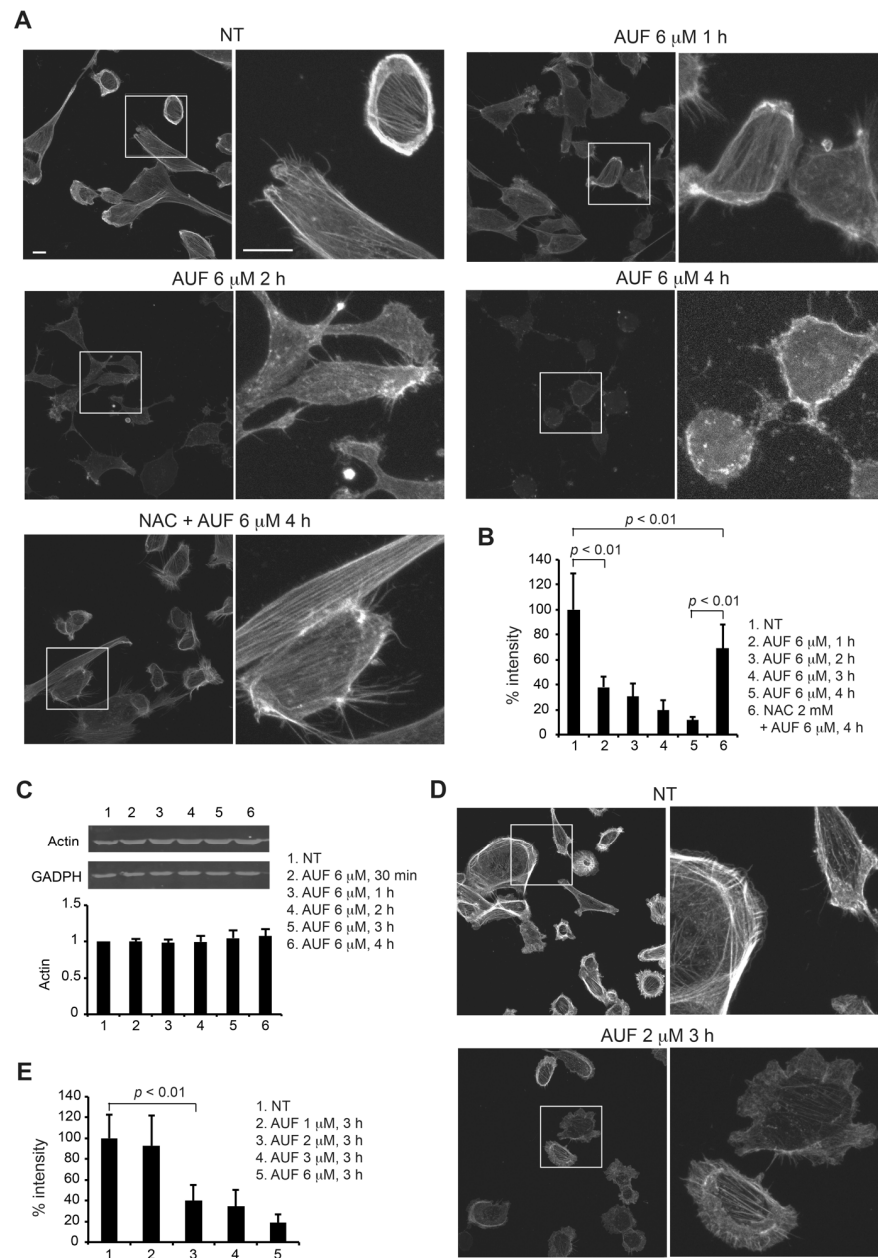 A
NT
AUF 6 μM 1 h
AUF 6 μM 2 h
AUF 6 μM 4 h
NAC + AUF 6 μM 4 h
B
p < 0.01
p < 0.01
p < 0.01
140
120
100
80
60
40
20
0
% intensity
1 2 3 4 5 6
1. NT
2. AUF 6 μM, 1 h
3. AUF 6 μM, 2 h
4. AUF 6 μM, 3 h
5. AUF 6 μM, 4 h
6. NAC 2 mM
+ AUF 6 μM, 4 h
C
1 2 3 4 5 6
Actin
GADPH
1. NT
2. AUF 6 μM, 30 min
3. AUF 6 μM, 1 h
4. AUF 6 μM, 2 h
5. AUF 6 μM, 3 h
6. AUF 6 μM, 4 h
1.5
1
0.5
0
Actin
1 2 3 4 5 6
D
NT
AUF 2 μM 3 h
E
p < 0.01
140
120
100
80
60
40
20
0
% intensity
1 2 3 4 5
1. NT
2. AUF 1 μM, 3 h
3. AUF 2 μM, 3 h
4. AUF 3 μM, 3 h
5. AUF 6 μM, 3 h